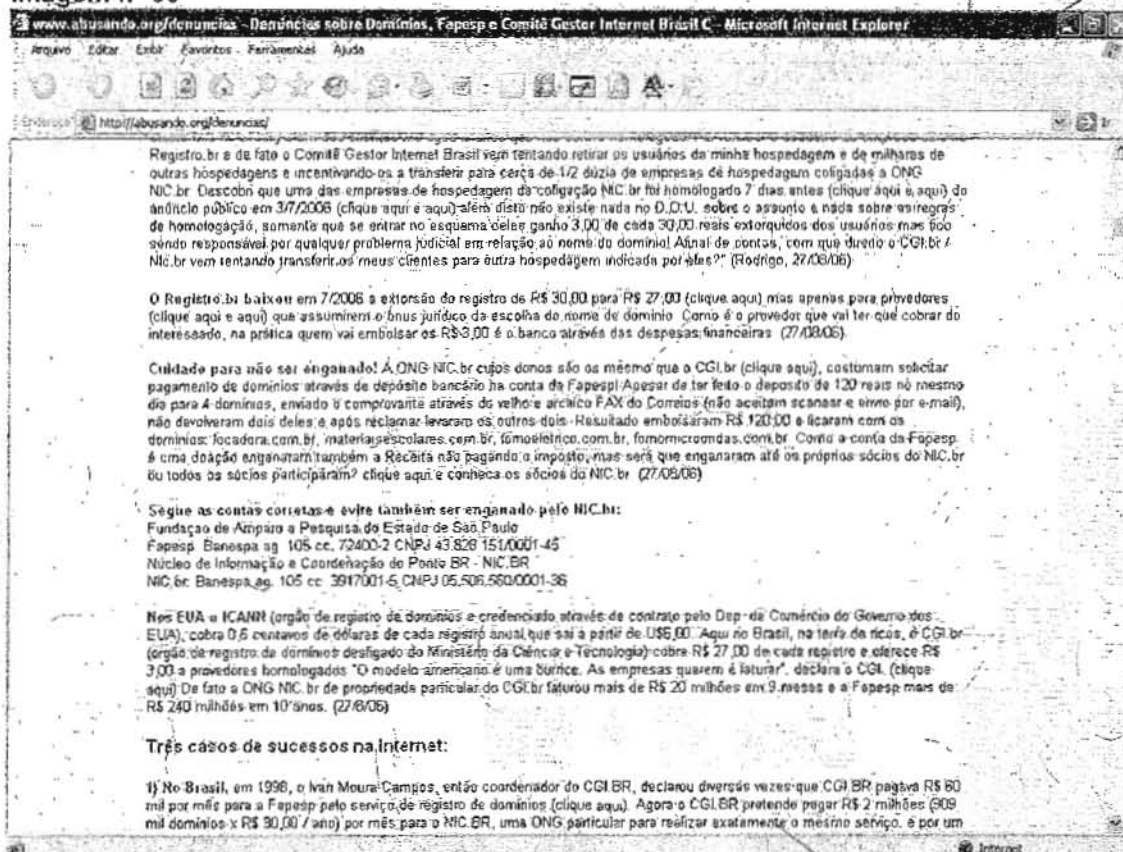 www.abusando.org/denuncias - Denúncias sobre Domínios, Fapesp e Comitê Gestor Internet Brasil C - Microsoft Internet Explorer
Arquivo Editar Exibir Favoritos Ferramentas Ajuda
http://abusando.org/denuncias/
Registro.br e de fato o Comitê Gestor Internet Brasil vem tentando retirar os usuários da minha hospedagem e de milhares de
outras hospedagens e incentivando-os a transferir para cerca de 1/2 dúzia de empresas de hospedagem coligadas a ONG
NIC.br. Descobri que uma das empresas de hospedagem da coligação NIC.br foi homologado 7 dias antes (clique aqui e aqui) do
anúncio público em 3/7/2006 (clique aqui e aqui) além disto não existe nada no D.O.U. sobre o assunto e nada sobre as regras
de homologação, somente que se entrar no esquema deles ganho 3,00 de cada 30,00 reais extorquidos dos usuários mas
sendo responsável por qualquer problema judicial em relação ao nome do domínio! Afinal de contas, com que direito o CGI.br /
Nic.br vem tentando transferir os meus clientes para outra hospedagem indicada por eles?" (Rodrigo, 27/08/06)
O Registro.br baixou em 7/2006 a extorsão do registro de R$ 30,00 para R$ 27,00 (clique aqui) mas apenas para provedores
(clique aqui e aqui) que assumirem o ônus jurídico da escolha do nome de domínio. Como é o provedor que vai ter que cobrar do
interessado, na prática quem vai embolsar os R$ 3,00 é o banco através das despesas financeiras. (27/08/06).
Cuidado para não ser enganado! A ONG NIC.br cujos donos são os mesmo que a CGI.br (clique aqui), costumam solicitar
pagamento de domínios através de depósito bancário na conta da Fapesp! Apesar de ter feito o deposito de 120 reais no mesmo
dia para 4 domínios, enviado o comprovante através do velho e arcaico FAX do Correios (não aceitam scanear e envio por e-mail),
não devolveram dois deles e após reclamar levaram os outros dois. Resultado embolsaram R$ 120,00 e ficaram com os
domínios: locadora.com.br, materiaisescolares.com.br, fornoeletrico.com.br, fornomicroondas.com.br. Como a conta da Fapesp
é uma doação enganaram também a Receita não pagando o imposto, mas será que enganaram até os próprios sócios do NIC.br
ou todos os sócios participaram? clique aqui e conheca os sócios do NIC.br (27/08/06)
Segue as contas corretas e evite também ser enganado pelo NIC.br:
Fundaçao de Amparo a Pesquisa do Estado de São Paulo
Fapesp. Banespa ag. 105 cc. 72400-2 CNPJ 43.828.151/0001-45
Núcleo de Informação e Coordenação do Ponto BR - NIC.BR
NIC.br. Banespa ag. 105 cc. 3917001-5 CNPJ 05.506.560/0001-36
Nos EUA o ICANN (orgão de registro de domínios e credenciado através de contrato pelo Dep. de Comércio do Governo dos
EUA), cobra 0,6 centavos de dólares de cada registro anual que sai a partir de U$6,00. Aqui no Brasil, na terra de ricos, o CGI.br
(orgão de registro de domínios desligado do Ministério da Ciência e Tecnologia) cobra R$ 27,00 de cada registro e oferece R$
3,00 a provedores homologados "O modelo americano é uma burrice. As empresas querem é faturar", declara o CGI. (clique
aqui) De fato a ONG NIC.br de propriedade particular do CGI.br faturou mais de R$ 20 milhões em 9 meses e a Fapesp mais de
R$ 240 milhões em 10 anos. (27/6/06)
Três casos de sucessos na Internet:
1) No Brasil, em 1998, o Ivan Moura Campos, então coordenador do CGI.BR, declarou diversas vezes que CGI.BR pagava R$ 60
mil por mês para a Fapesp pelo serviço de registro de domínios (clique aqui). Agora o CGI.BR pretende pagar R$ 2 milhões (909
mil domínios x R$ 30,00 / ano) por mês para o NIC.BR, uma ONG particular para realizar exatamente o mesmo serviço, e por um
Internet